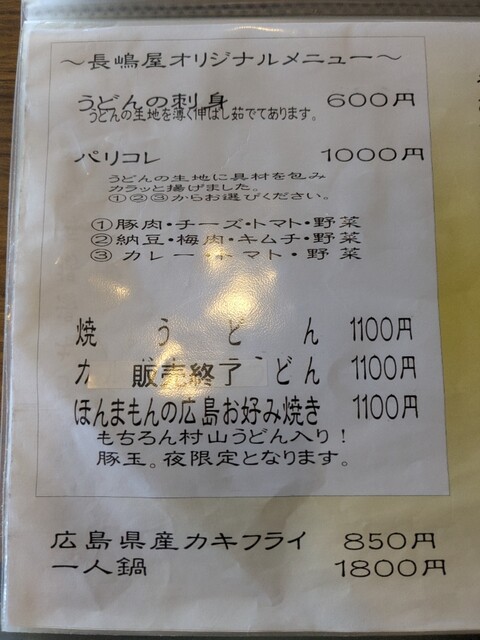 ～長嶋屋オリジナルメニュー～
うどんの刺身 600円
うどんの生地を薄く伸ばし茹でてあります。
パリコレ 1000円
うどんの生地に具材を包み
カラッと揚げました。
①②③からお選びください。
①豚肉・チーズ・トマト・野菜
②納豆・梅肉・キムチ・野菜
③カレー・トマト・野菜
焼うどん 1100円
販売終了 どん 1100円
ほんまもんの広島お好み焼き 1100円
もちろん村山うどん入り！
豚玉。夜限定となります。
広島県産カキフライ 850円
一人鍋 1800円